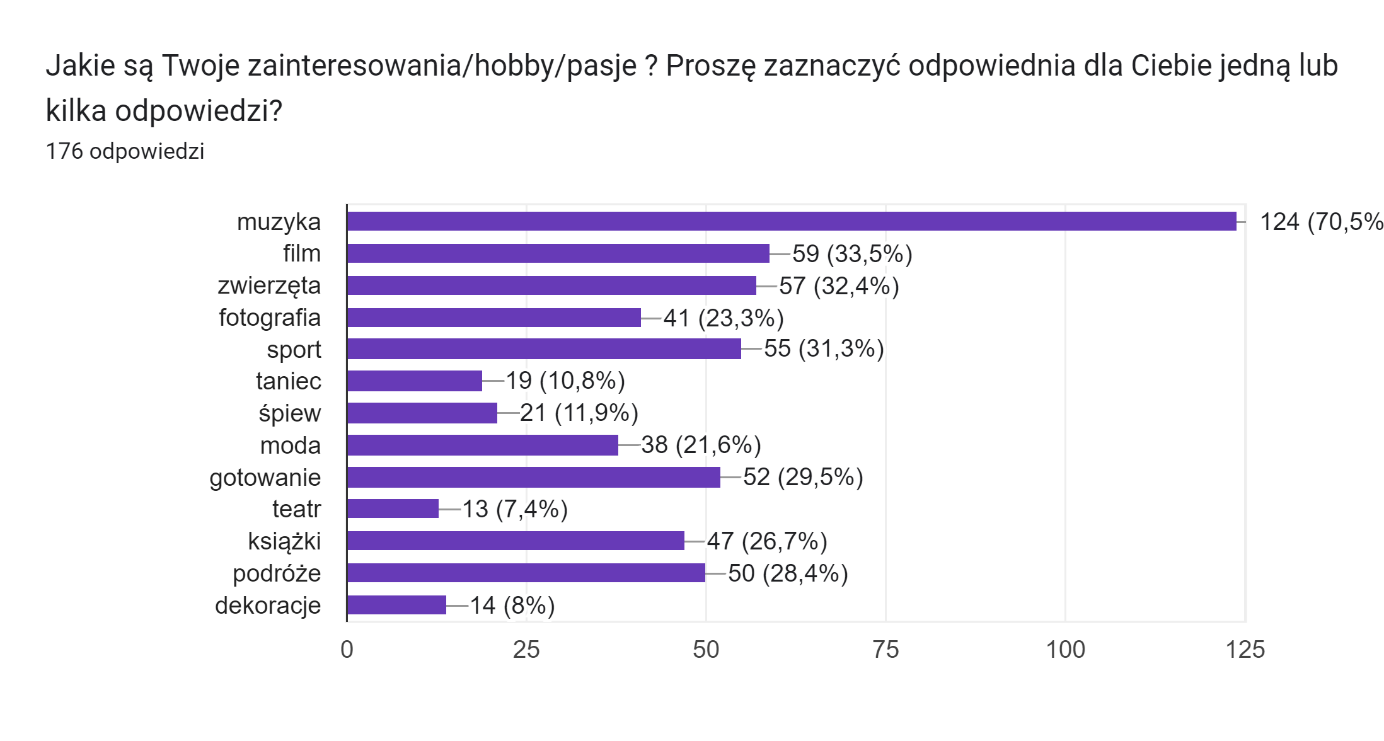 Jakie są Twoje zainteresowania/hobby/pasje ? Proszę zaznaczyć odpowiednia dla Ciebie jedną lub
kilka odpowiedzi?
176 odpowiedzi
muzyka 124 (70,5%
film 59 (33,5%)
zwierzęta 57 (32,4%)
fotografia 41 (23,3%)
sport 55 (31,3%)
taniec 19 (10,8%)
śpiew 21 (11,9%)
moda 38 (21,6%)
gotowanie 52 (29,5%)
teatr 13 (7,4%)
książki 47 (26,7%)
podróże 50 (28,4%)
dekoracje 14 (8%)
0 25 50 75 100 125